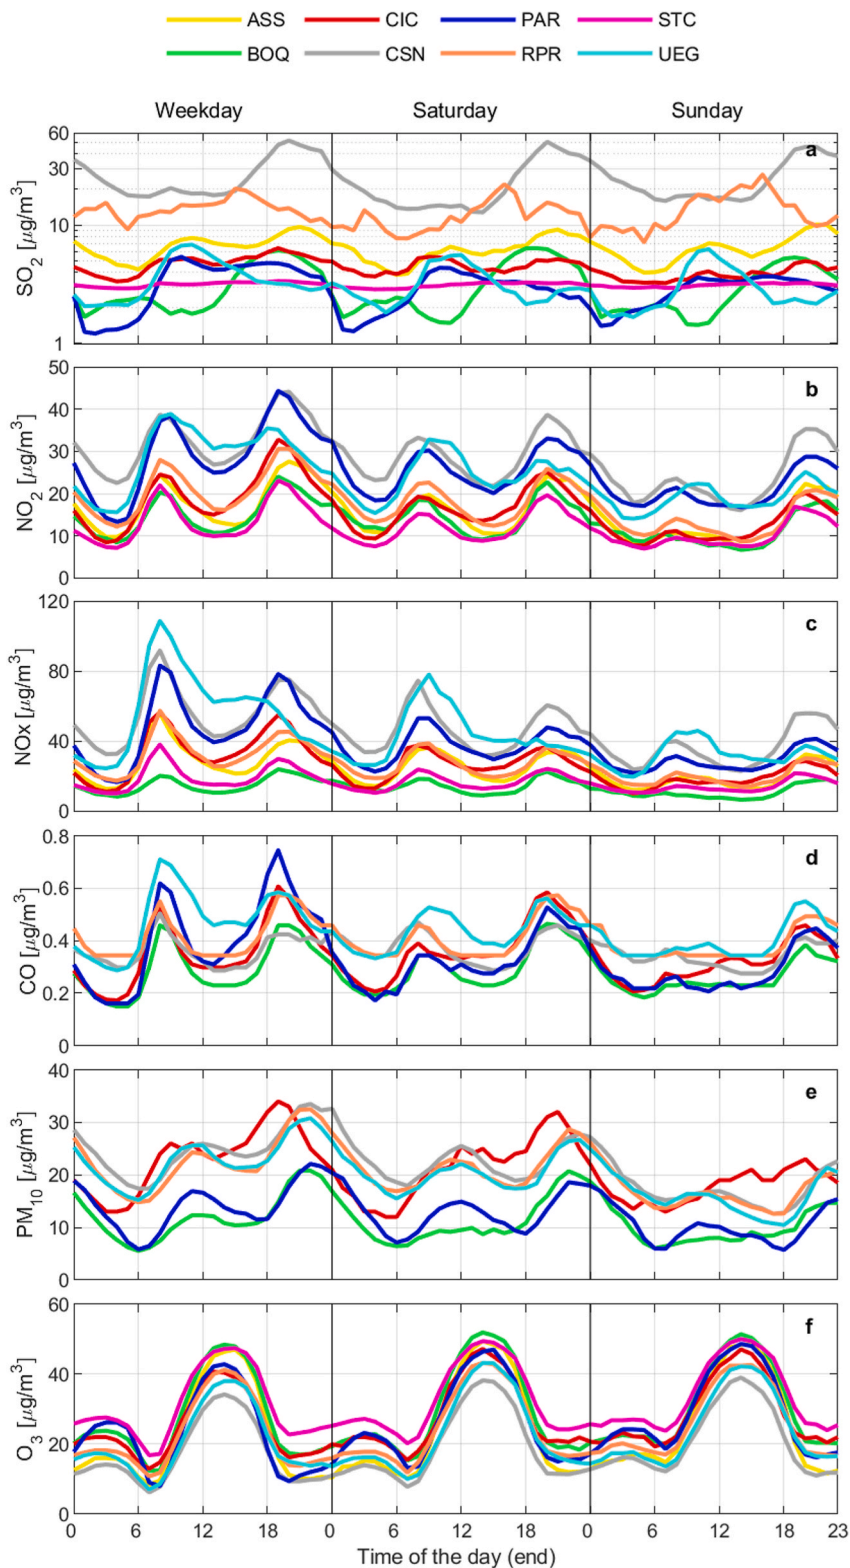 ASS CIC PAR STC
BOQ CSN RPR UEG
Weekday Saturday Sunday
a
60
30
10
1
SO2 [μg/m3]
b
50
40
30
20
10
0
NO2 [μg/m3]
c
120
80
40
0
NOx [μg/m3]
d
0.8
0.6
0.4
0.2
0
CO [μg/m3]
e
40
30
20
10
0
PM10 [μg/m3]
f
60
40
20
0
O3 [μg/m3]
0 6 12 18 0 6 12 18 0 6 12 18 23
Time of the day (end)